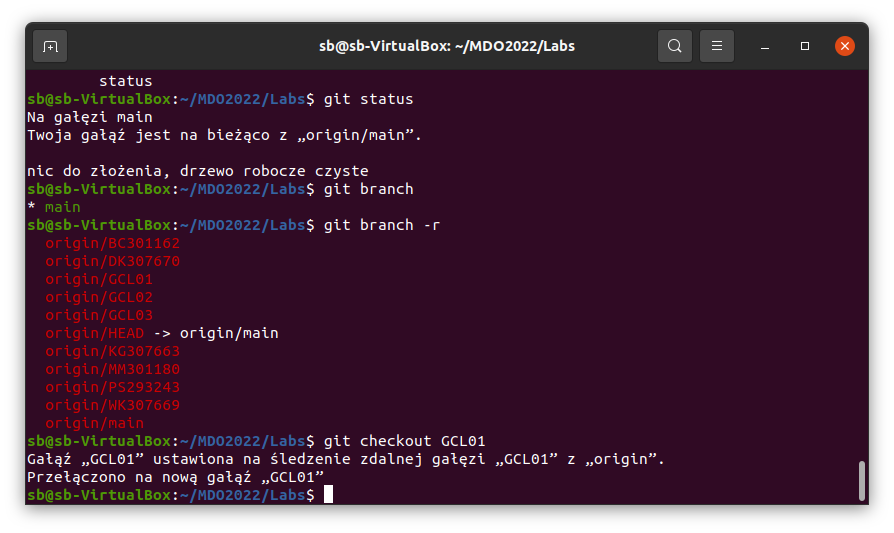 sb@sb-VirtualBox: ~/MDO2022/Labs
status
sb@sb-VirtualBox:~/MDO2022/Labs$ git status
Na gałęzi main
Twoja gałąź jest na bieżąco z „origin/main”.
nic do złożenia, drzewo robocze czyste
sb@sb-VirtualBox:~/MDO2022/Labs$ git branch
* main
sb@sb-VirtualBox:~/MDO2022/Labs$ git branch -r
origin/BC301162
origin/DK307670
origin/GCL01
origin/GCL02
origin/GCL03
origin/HEAD -> origin/main
origin/KG307663
origin/MM301180
origin/PS293243
origin/WK307669
origin/main
sb@sb-VirtualBox:~/MDO2022/Labs$ git checkout GCL01
Gałąź „GCL01” ustawiona na śledzenie zdalnej gałęzi „GCL01” z „origin”.
Przełączono na nową gałąź „GCL01”
sb@sb-VirtualBox:~/MDO2022/Labs$